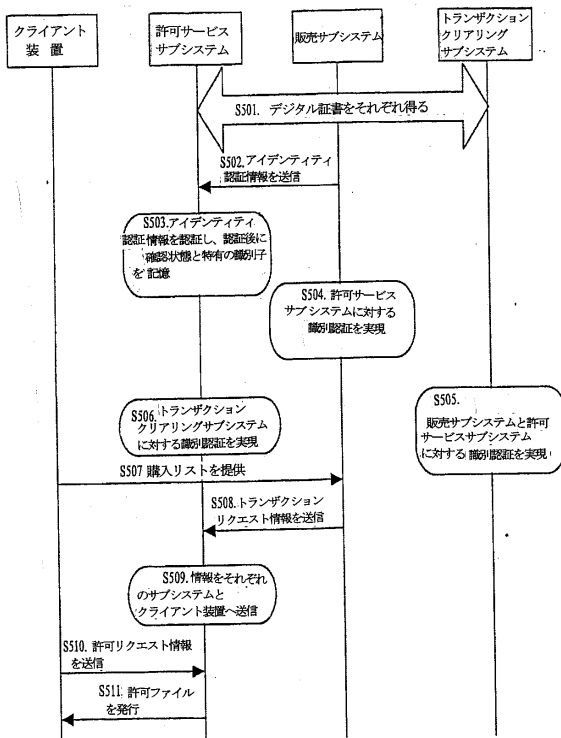 クライアント
装　置
許可サービス
サブシステム
販売サブシステム
トランザクション
クリアリング
サブシステム
S501. デジタル証書をそれぞれ得る
S502.アイデンティティ
認証情報を送信
S503.アイデンティティ
認証情報を認証し、認証後に
確認状態と特有の識別子
を記憶
S504. 許可サービス
サブシステムに対する
識別認証を実現
S505.
販売サブシステムと許可
サービスサブシステム
に対する識別認証を実現
S506.トランザクション
クリアリングサブシステム
に対する識別認証を実現
S507 購入リストを提供
S508.トランザクション
リクエスト情報を送信
S509.情報をそれぞれ
のサブシステムと
クライアント装置へ送信
S510. 許可リクエスト情報
を送信
S511. 許可ファイル
を発行